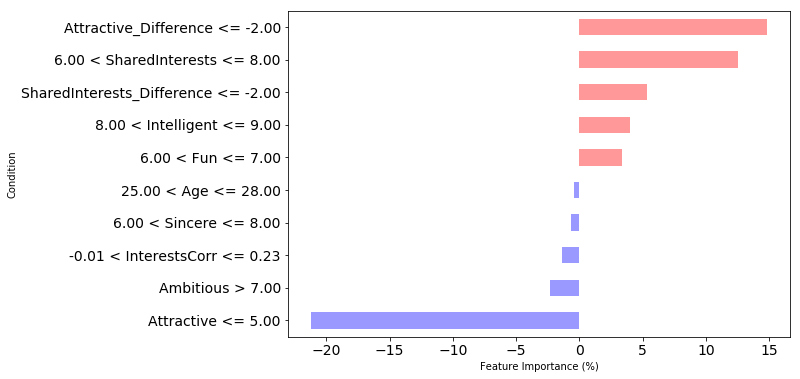 Attractive_Difference <= -2.00
6.00 < SharedInterests <= 8.00
SharedInterests_Difference <= -2.00
8.00 < Intelligent <= 9.00
6.00 < Fun <= 7.00
25.00 < Age <= 28.00
6.00 < Sincere <= 8.00
-0.01 < InterestsCorr <= 0.23
Ambitious > 7.00
Attractive <= 5.00
Condition
−20 −15 −10 −5 0 5 10 15
Feature Importance (%)